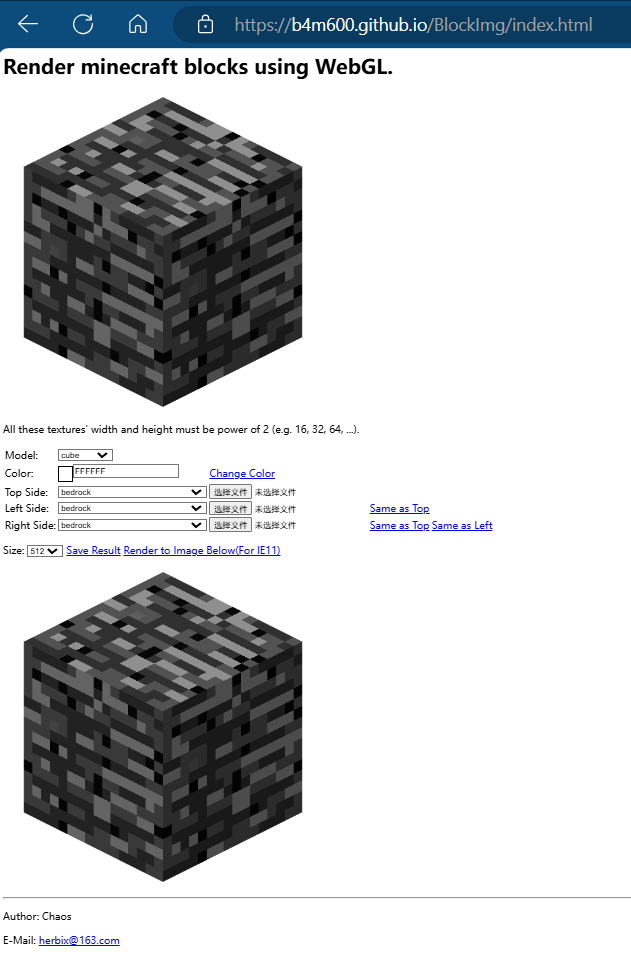 https://b4m600.github.io/BlockImg/index.html
Render minecraft blocks using WebGL.
All these textures' width and height must be power of 2 (e.g. 16, 32, 64, ...).
Model: cube
Color: FFFFFF Change Color
Top Side: bedrock 选择文件 未选择文件
Left Side: bedrock 选择文件 未选择文件 Same as Top
Right Side: bedrock 选择文件 未选择文件 Same as Top Same as Left
Size: 512 Save Result Render to Image Below(For IE11)
Author: Chaos
E-Mail: herbix@163.com